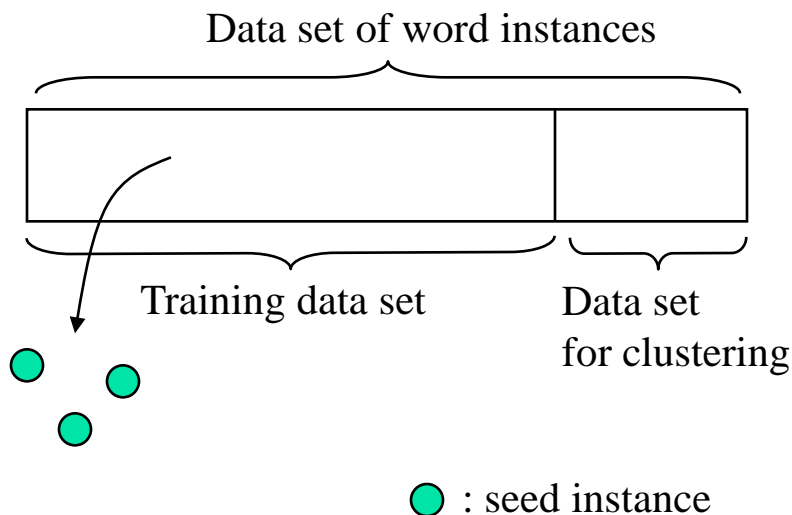 Data set of word instances
Training data set
Data set
for clustering
: seed instance